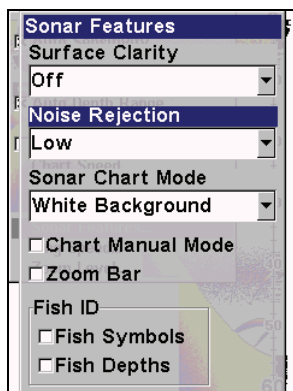 Sonar Features
Surface Clarity
Off
Noise Rejection
Low
Sonar Chart Mode
White Background
Chart Manual Mode
Zoom Bar
Fish ID
Fish Symbols
Fish Depths